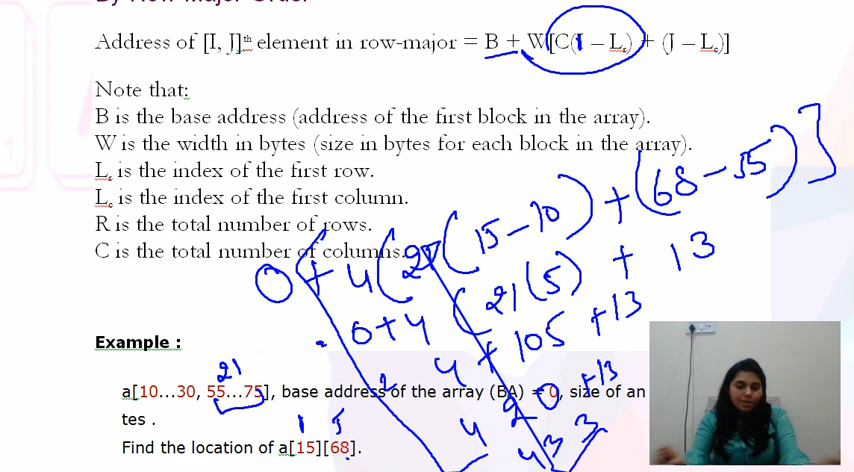 By Row Major Order
Address of [I, J]th element in row-major = B + W[C(I – Lr) + (J – Lc)]
Note that:
B is the base address (address of the first block in the array).
W is the width in bytes (size in bytes for each block in the array).
Lr is the index of the first row.
Lc is the index of the first column.
R is the total number of rows.
C is the total number of columns.
0 + 4 ( 21 ( 15 – 10 ) + ( 68 – 55 ) ]
0 + 4 ( 21 ( 5 ) + 13
4 + 105 + 13
Example :
21
a[10...30, 55...75], base address of the array (BA) = 0, size of an
tes .
Find the location of a[15][68].